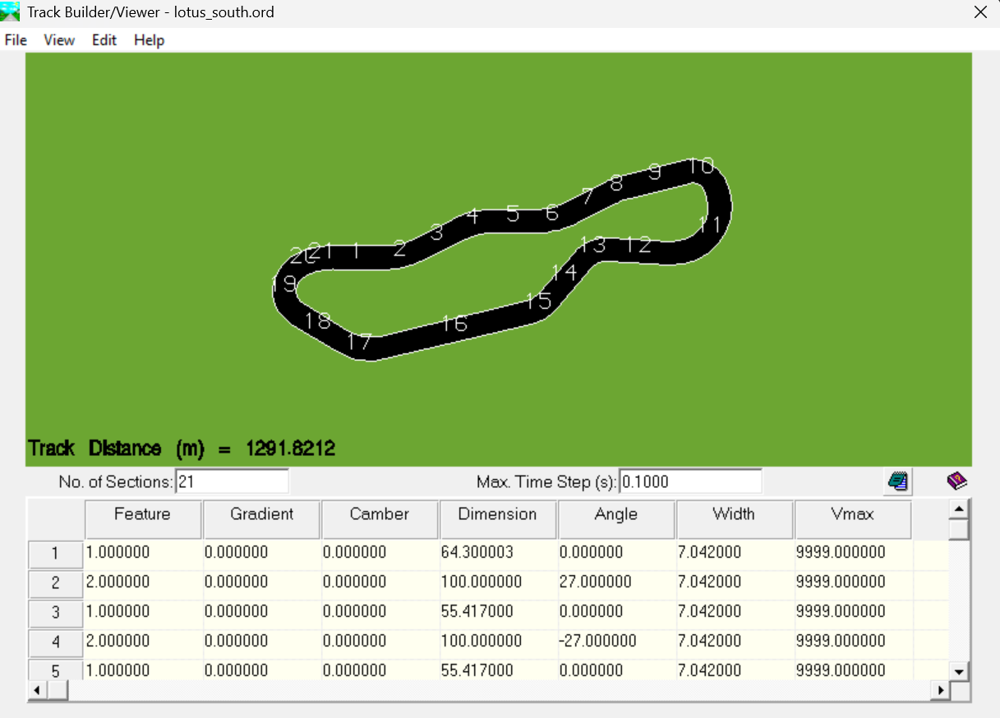 Track Builder/Viewer - lotus_south.ord
File View Edit Help
10
9
8
7
6
5
4
3
2
1
21
20
19
18
17
16
15
14
13
12
11
Track Distance (m) = 1291.8212
No. of Sections: 21 Max. Time Step (s): 0.1000
Feature Gradient Camber Dimension Angle Width Vmax
1 1.000000 0.000000 0.000000 64.300003 0.000000 7.042000 9999.000000
2 2.000000 0.000000 0.000000 100.000000 27.000000 7.042000 9999.000000
3 1.000000 0.000000 0.000000 55.417000 0.000000 7.042000 9999.000000
4 2.000000 0.000000 0.000000 100.000000 -27.000000 7.042000 9999.000000
5 1.000000 0.000000 0.000000 55.417000 0.000000 7.042000 9999.000000